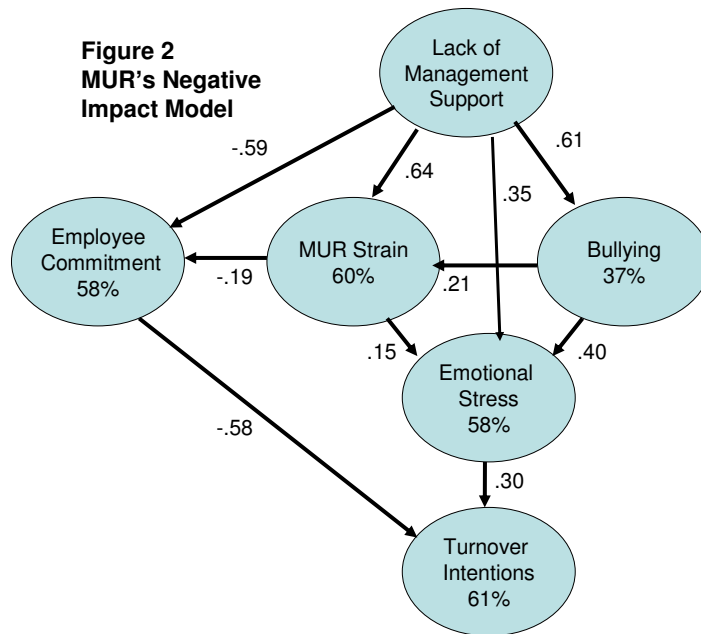 Figure 2
MUR's Negative
Impact Model
Lack of
Management
Support
-.59
.64
.35
.61
Employee
Commitment
58%
MUR Strain
60%
Bullying
37%
-.19
.21
.15
.40
Emotional
Stress
58%
-.58
.30
Turnover
Intentions
61%